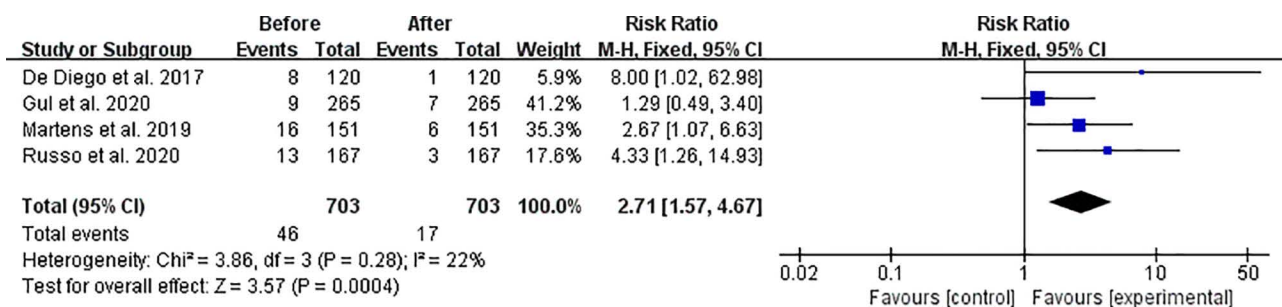 Before After Risk Ratio Risk Ratio
Study or Subgroup Events Total Events Total Weight M-H, Fixed, 95% CI M-H, Fixed, 95% CI
De Diego et al. 2017 8 120 1 120 5.9% 8.00 [1.02, 62.98]
Gul et al. 2020 9 265 7 265 41.2% 1.29 [0.49, 3.40]
Martens et al. 2019 16 151 6 151 35.3% 2.67 [1.07, 6.63]
Russo et al. 2020 13 167 3 167 17.6% 4.33 [1.26, 14.93]
Total (95% CI) 703 703 100.0% 2.71 [1.57, 4.67]
Total events 46 17
Heterogeneity: Chi² = 3.86, df = 3 (P = 0.28); I² = 22%
Test for overall effect: Z = 3.57 (P = 0.0004)
0.02 0.1 1 10 50
Favours [control] Favours [experimental]